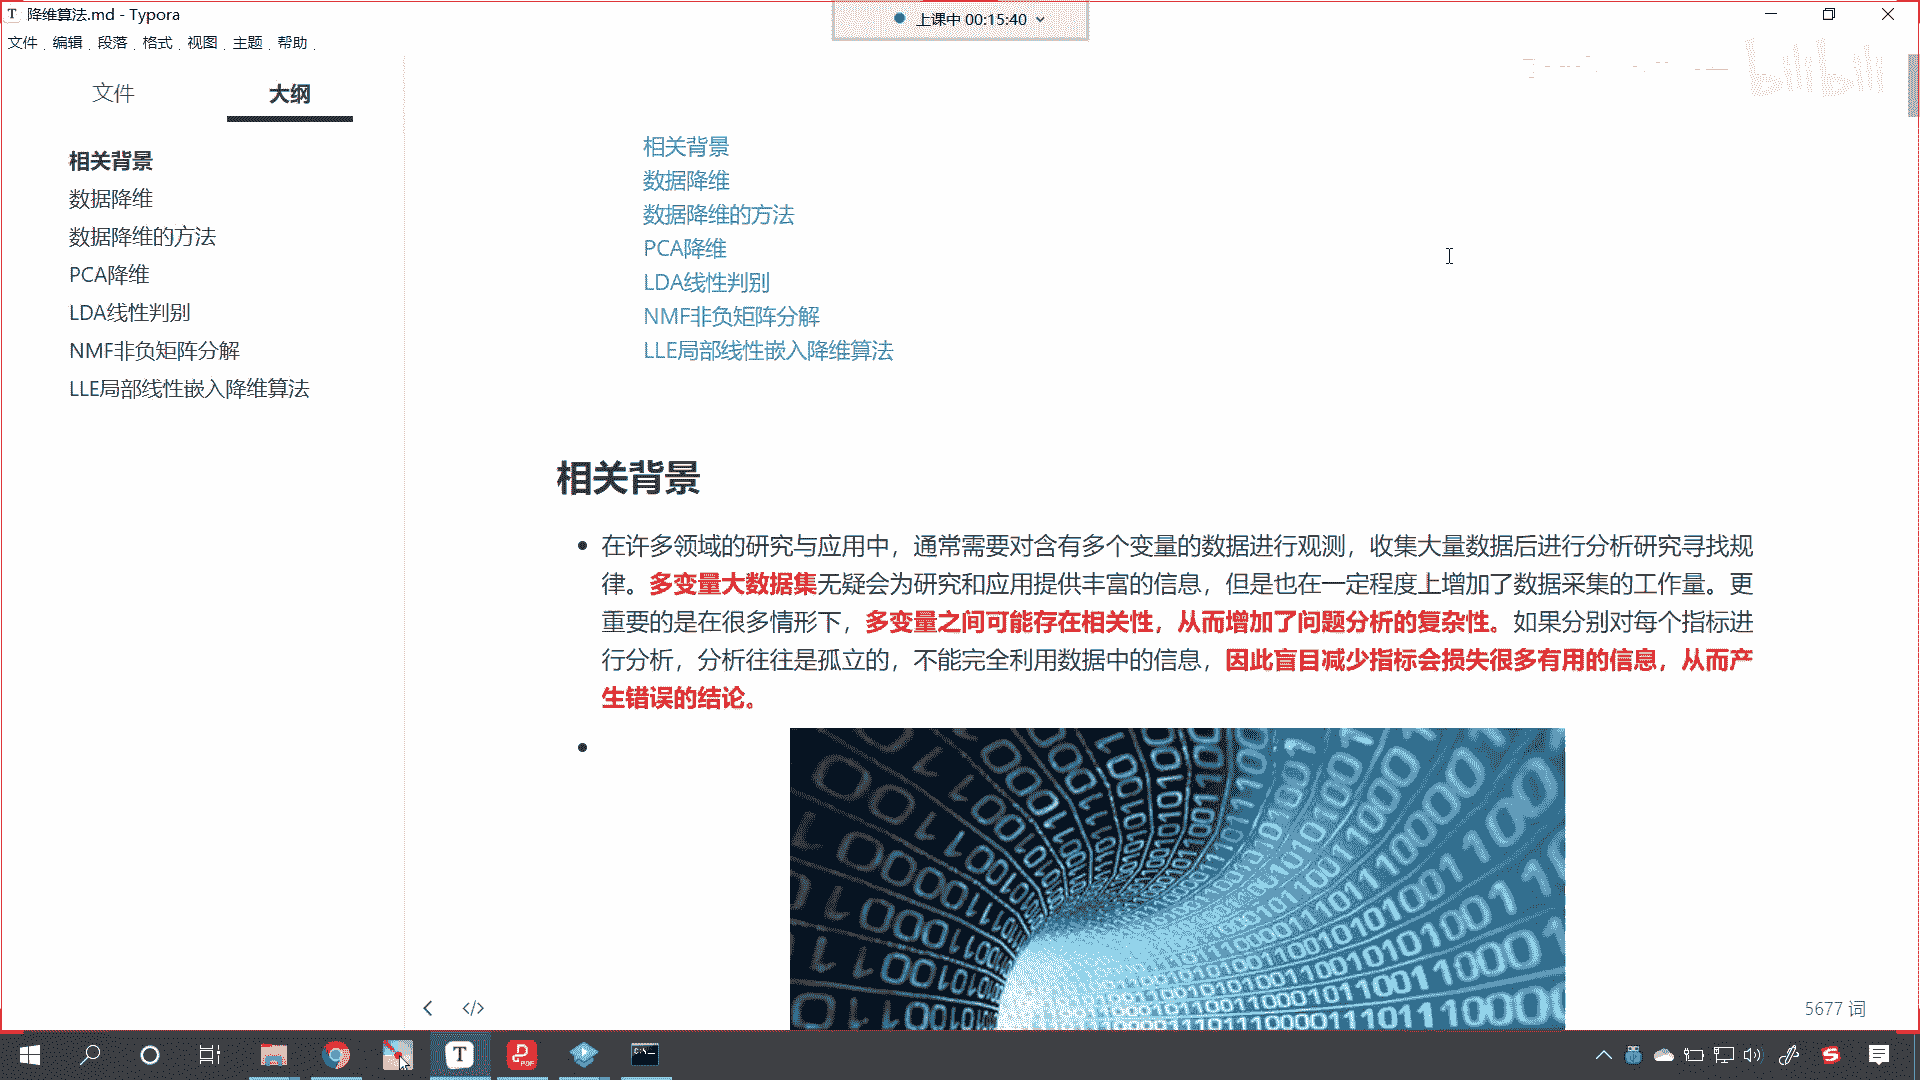 降维算法.md - Typora
上课中 00:15:40
文件 编辑 段落 格式 视图 主题 帮助
文件 大纲
bilibili
相关背景
数据降维
数据降维的方法
PCA降维
LDA线性判别
NMF非负矩阵分解
LLE局部线性嵌入降维算法
相关背景
数据降维
数据降维的方法
PCA降维
LDA线性判别
NMF非负矩阵分解
LLE局部线性嵌入降维算法
相关背景
在许多领域的研究与应用中，通常需要对含有多个变量的数据进行观测，收集大量数据后进行分析研究寻找规
律。多变量大数据集无疑会为研究和应用提供丰富的信息，但是也在一定程度上增加了数据采集的工作量。更
重要的是在很多情形下，多变量之间可能存在相关性，从而增加了问题分析的复杂性。如果分别对每个指标进
行分析，分析往往是孤立的，不能完全利用数据中的信息，因此盲目减少指标会损失很多有用的信息，从而产
生错误的结论。
5677 词